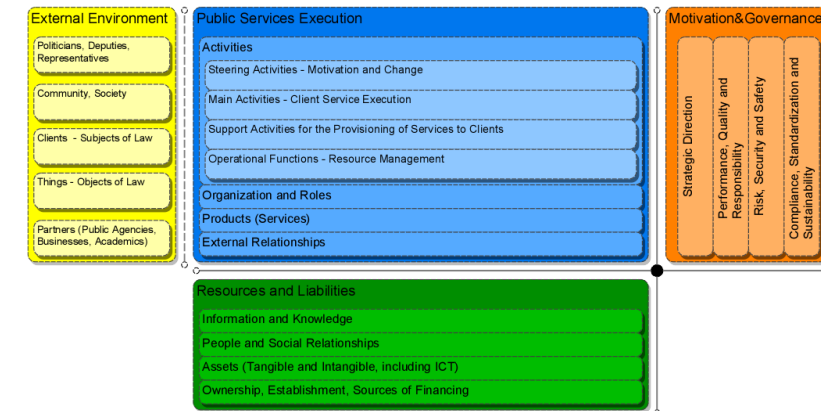 External Environment
Politicians, Deputies,
Representatives
Community, Society
Clients - Subjects of Law
Things - Objects of Law
Partners (Public Agencies,
Businesses, Academics)
Public Services Execution
Activities
Steering Activities - Motivation and Change
Main Activities - Client Service Execution
Support Activities for the Provisioning of Services to Clients
Operational Functions - Resource Management
Organization and Roles
Products (Services)
External Relationships
Motivation&Governance
Strategic Direction
Performance, Quality and
Responsibility
Risk, Security and Safety
Compliance, Standardization and
Sustainability
Resources and Liabilities
Information and Knowledge
People and Social Relationships
Assets (Tangible and Intangible, including ICT)
Ownership, Establishment, Sources of Financing